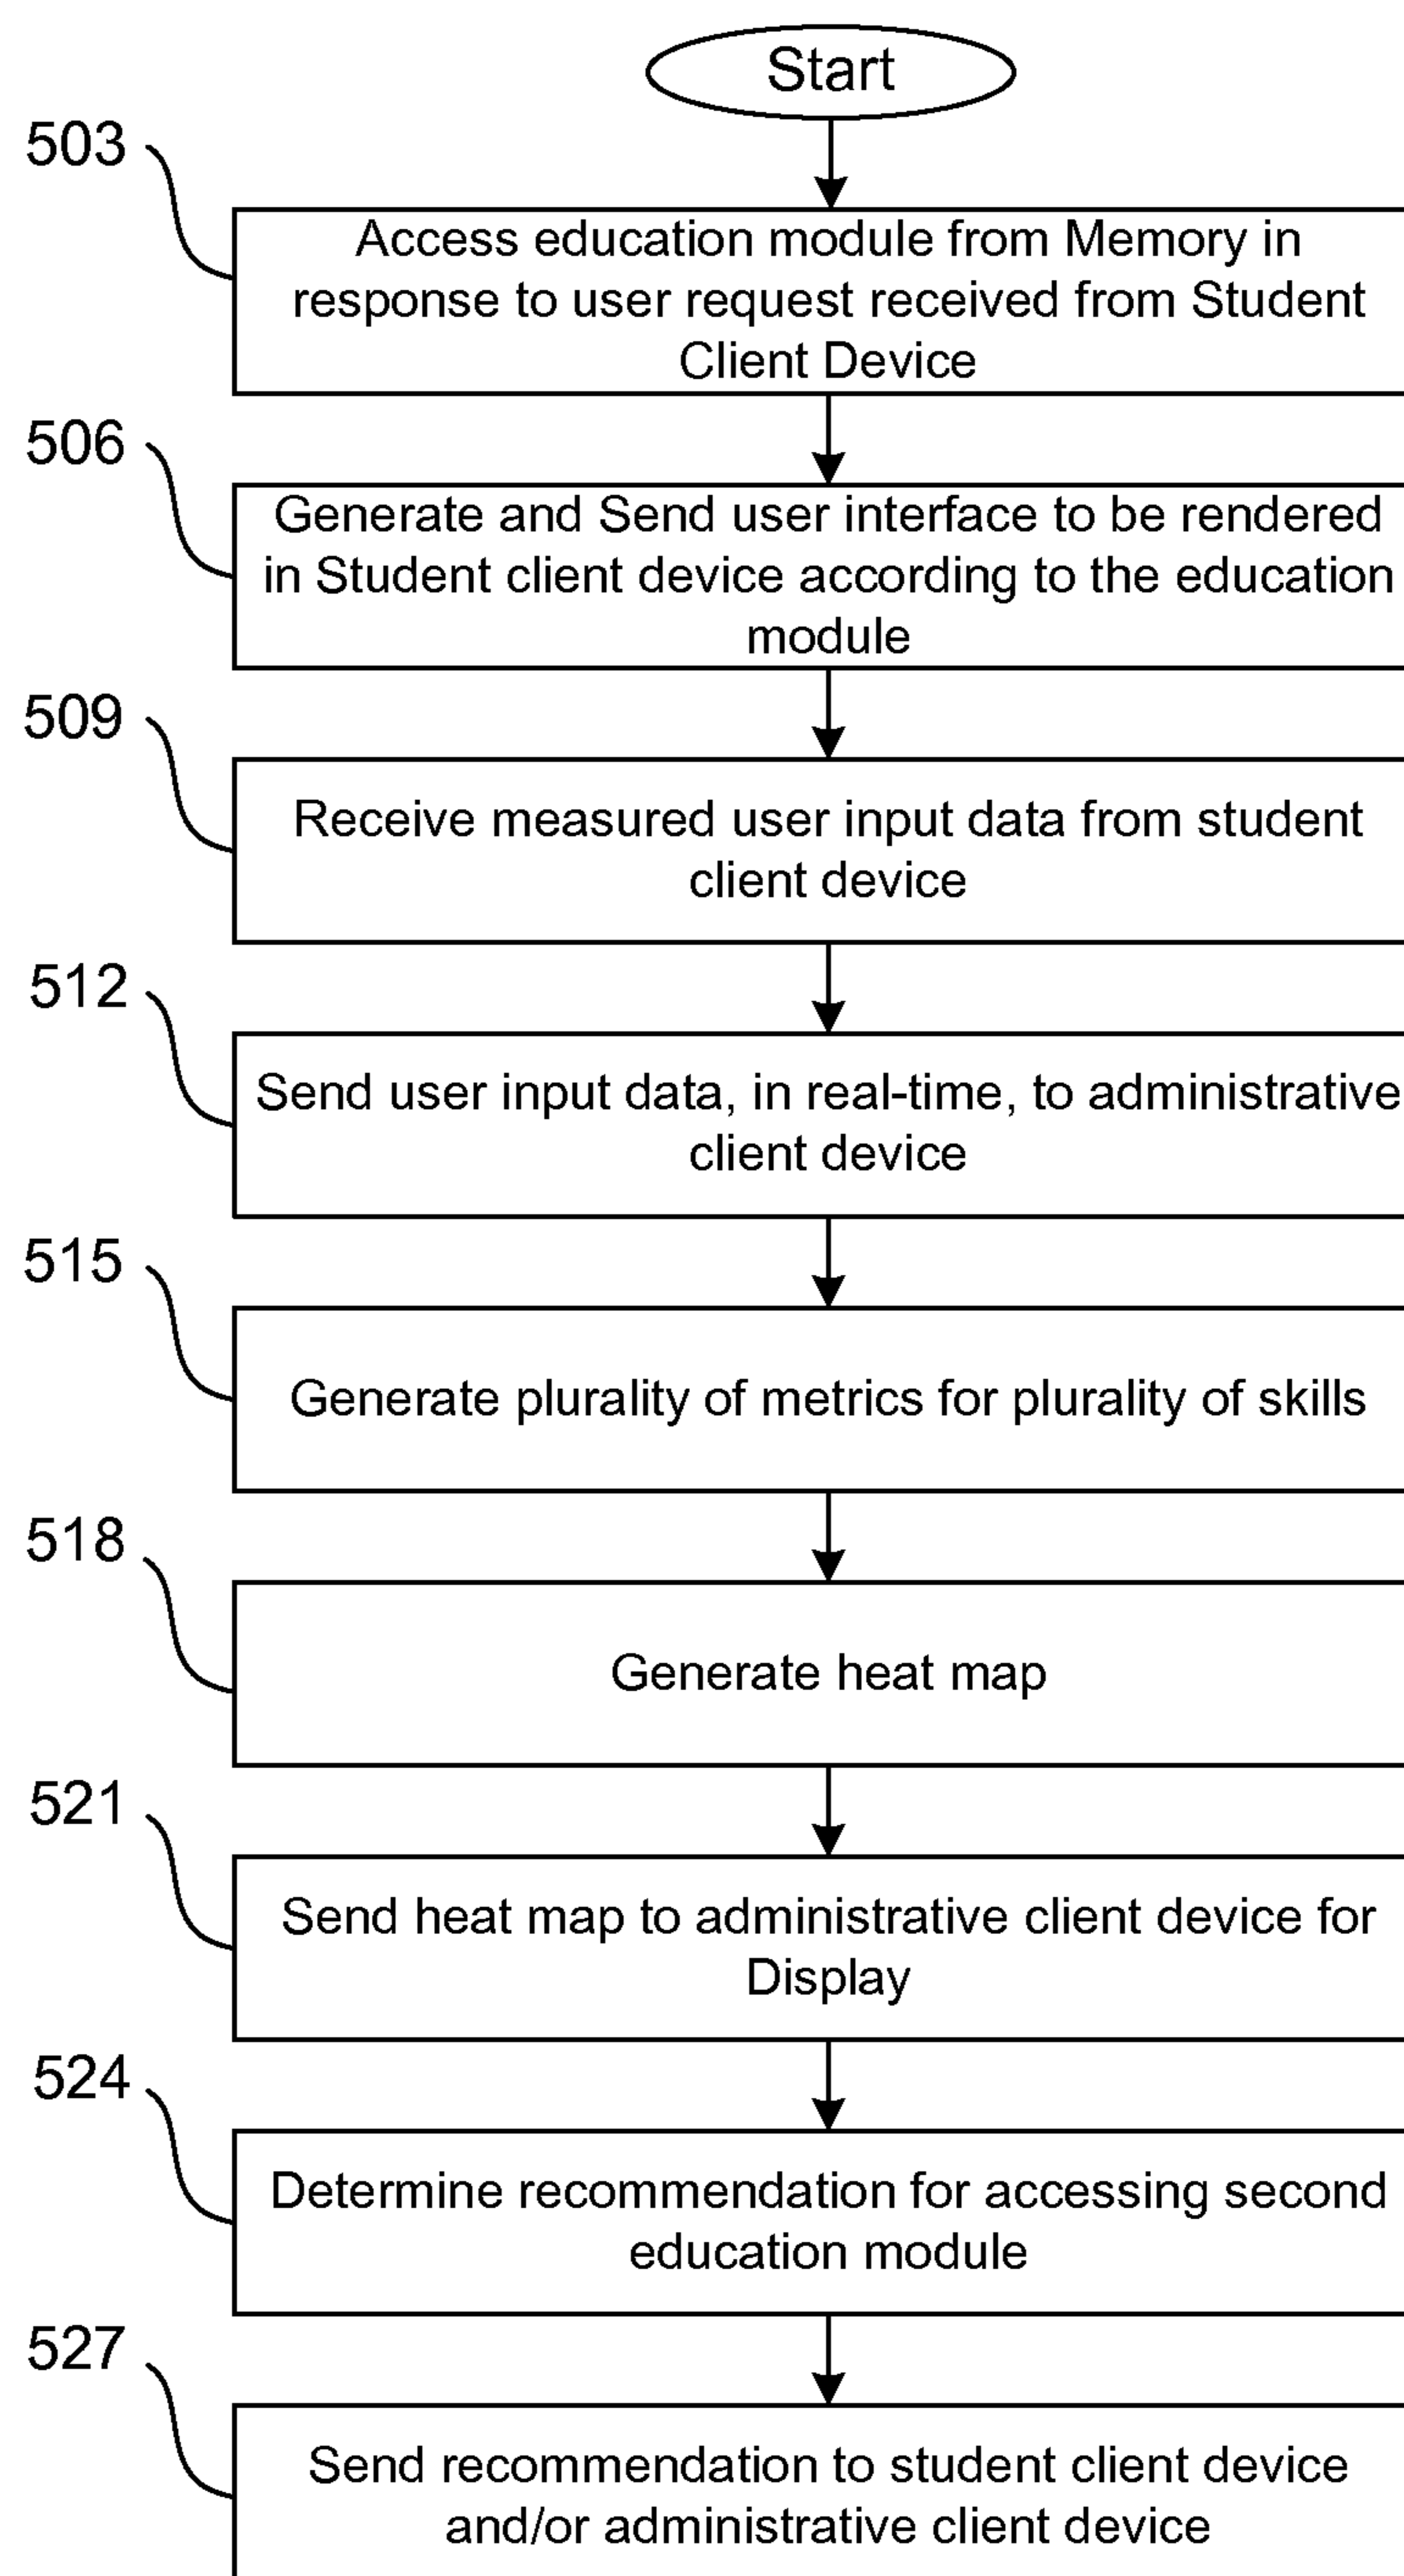 Start
503
Access education module from Memory in
response to user request received from Student
Client Device
506
Generate and Send user interface to be rendered
in Student client device according to the education
module
509
Receive measured user input data from student
client device
512
Send user input data, in real-time, to administrative
client device
515
Generate plurality of metrics for plurality of skills
518
Generate heat map
521
Send heat map to administrative client device for
Display
524
Determine recommendation for accessing second
education module
527
Send recommendation to student client device
and/or administrative client device